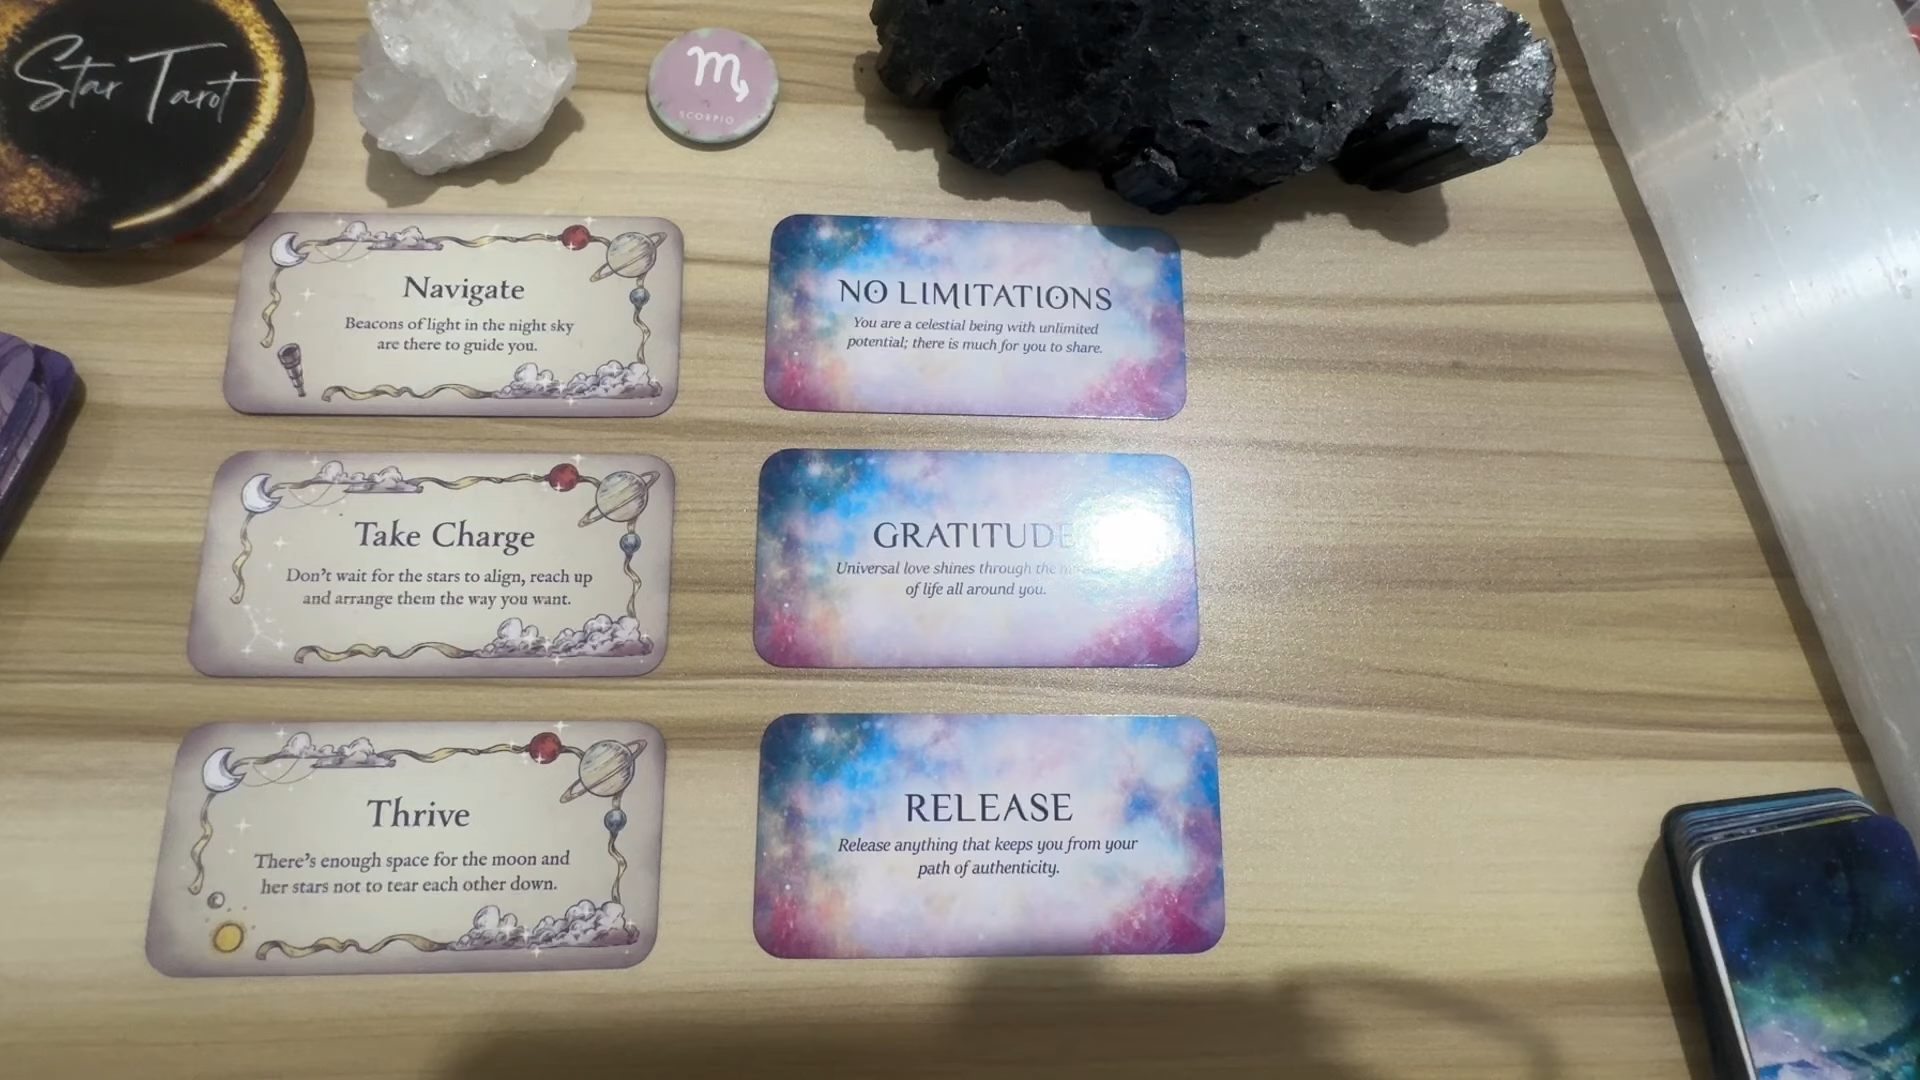 Star Tarot
SCORPIO
Navigate
Beacons of light in the night sky
are there to guide you.
NO LIMITATIONS
You are a celestial being with unlimited
potential; there is much for you to share.
Take Charge
Don't wait for the stars to align, reach up
and arrange them the way you want.
GRATITUDE
Universal love shines through the
of life all around you.
Thrive
There's enough space for the moon and
her stars not to tear each other down.
RELEASE
Release anything that keeps you from your
path of authenticity.